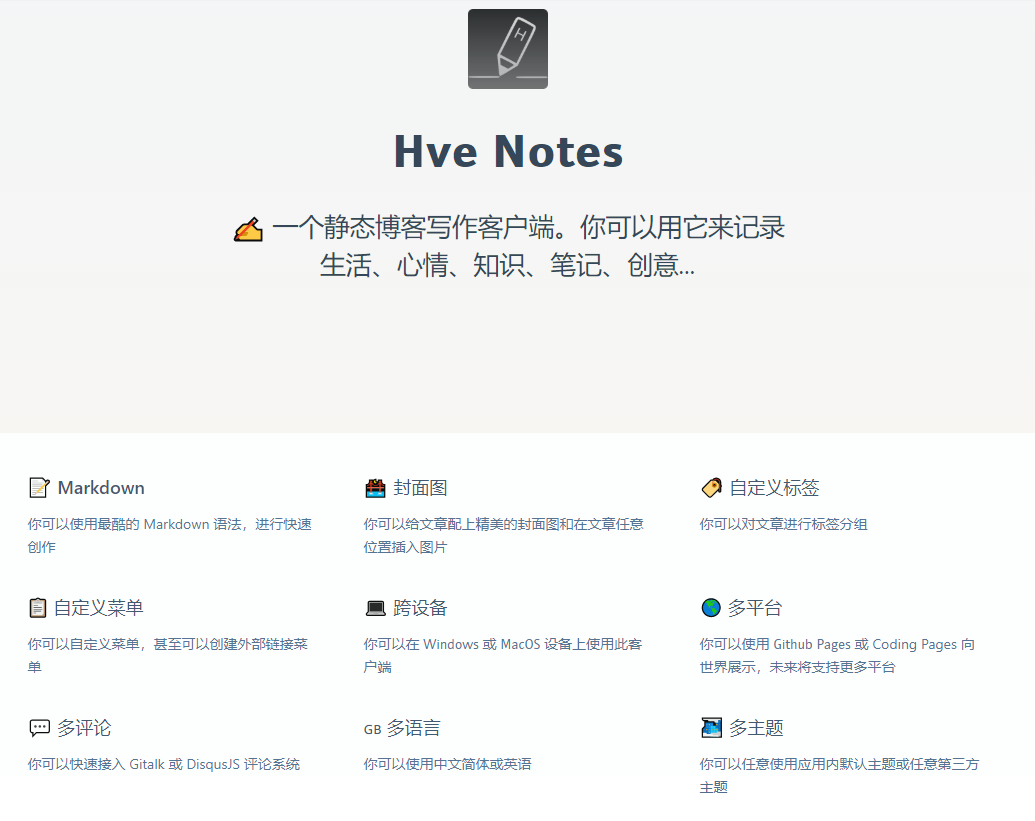 H
Hve Notes
✍ 一个静态博客写作客户端。你可以用它来记录
生活、心情、知识、笔记、创意...
📝 Markdown
你可以使用最酷的 Markdown 语法，进行快速
创作
🌉 封面图
你可以给文章配上精美的封面图和在文章任意
位置插入图片
🏷 自定义标签
你可以对文章进行标签分组
📋 自定义菜单
你可以自定义菜单，甚至可以创建外部链接菜
单
💻 跨设备
你可以在 Windows 或 MacOS 设备上使用此客
户端
🌎 多平台
你可以使用 Github Pages 或 Coding Pages 向
世界展示，未来将支持更多平台
💬 多评论
你可以快速接入 Gitalk 或 DisqusJS 评论系统
GB 多语言
你可以使用中文简体或英语
🏞 多主题
你可以任意使用应用内默认主题或任意第三方
主题